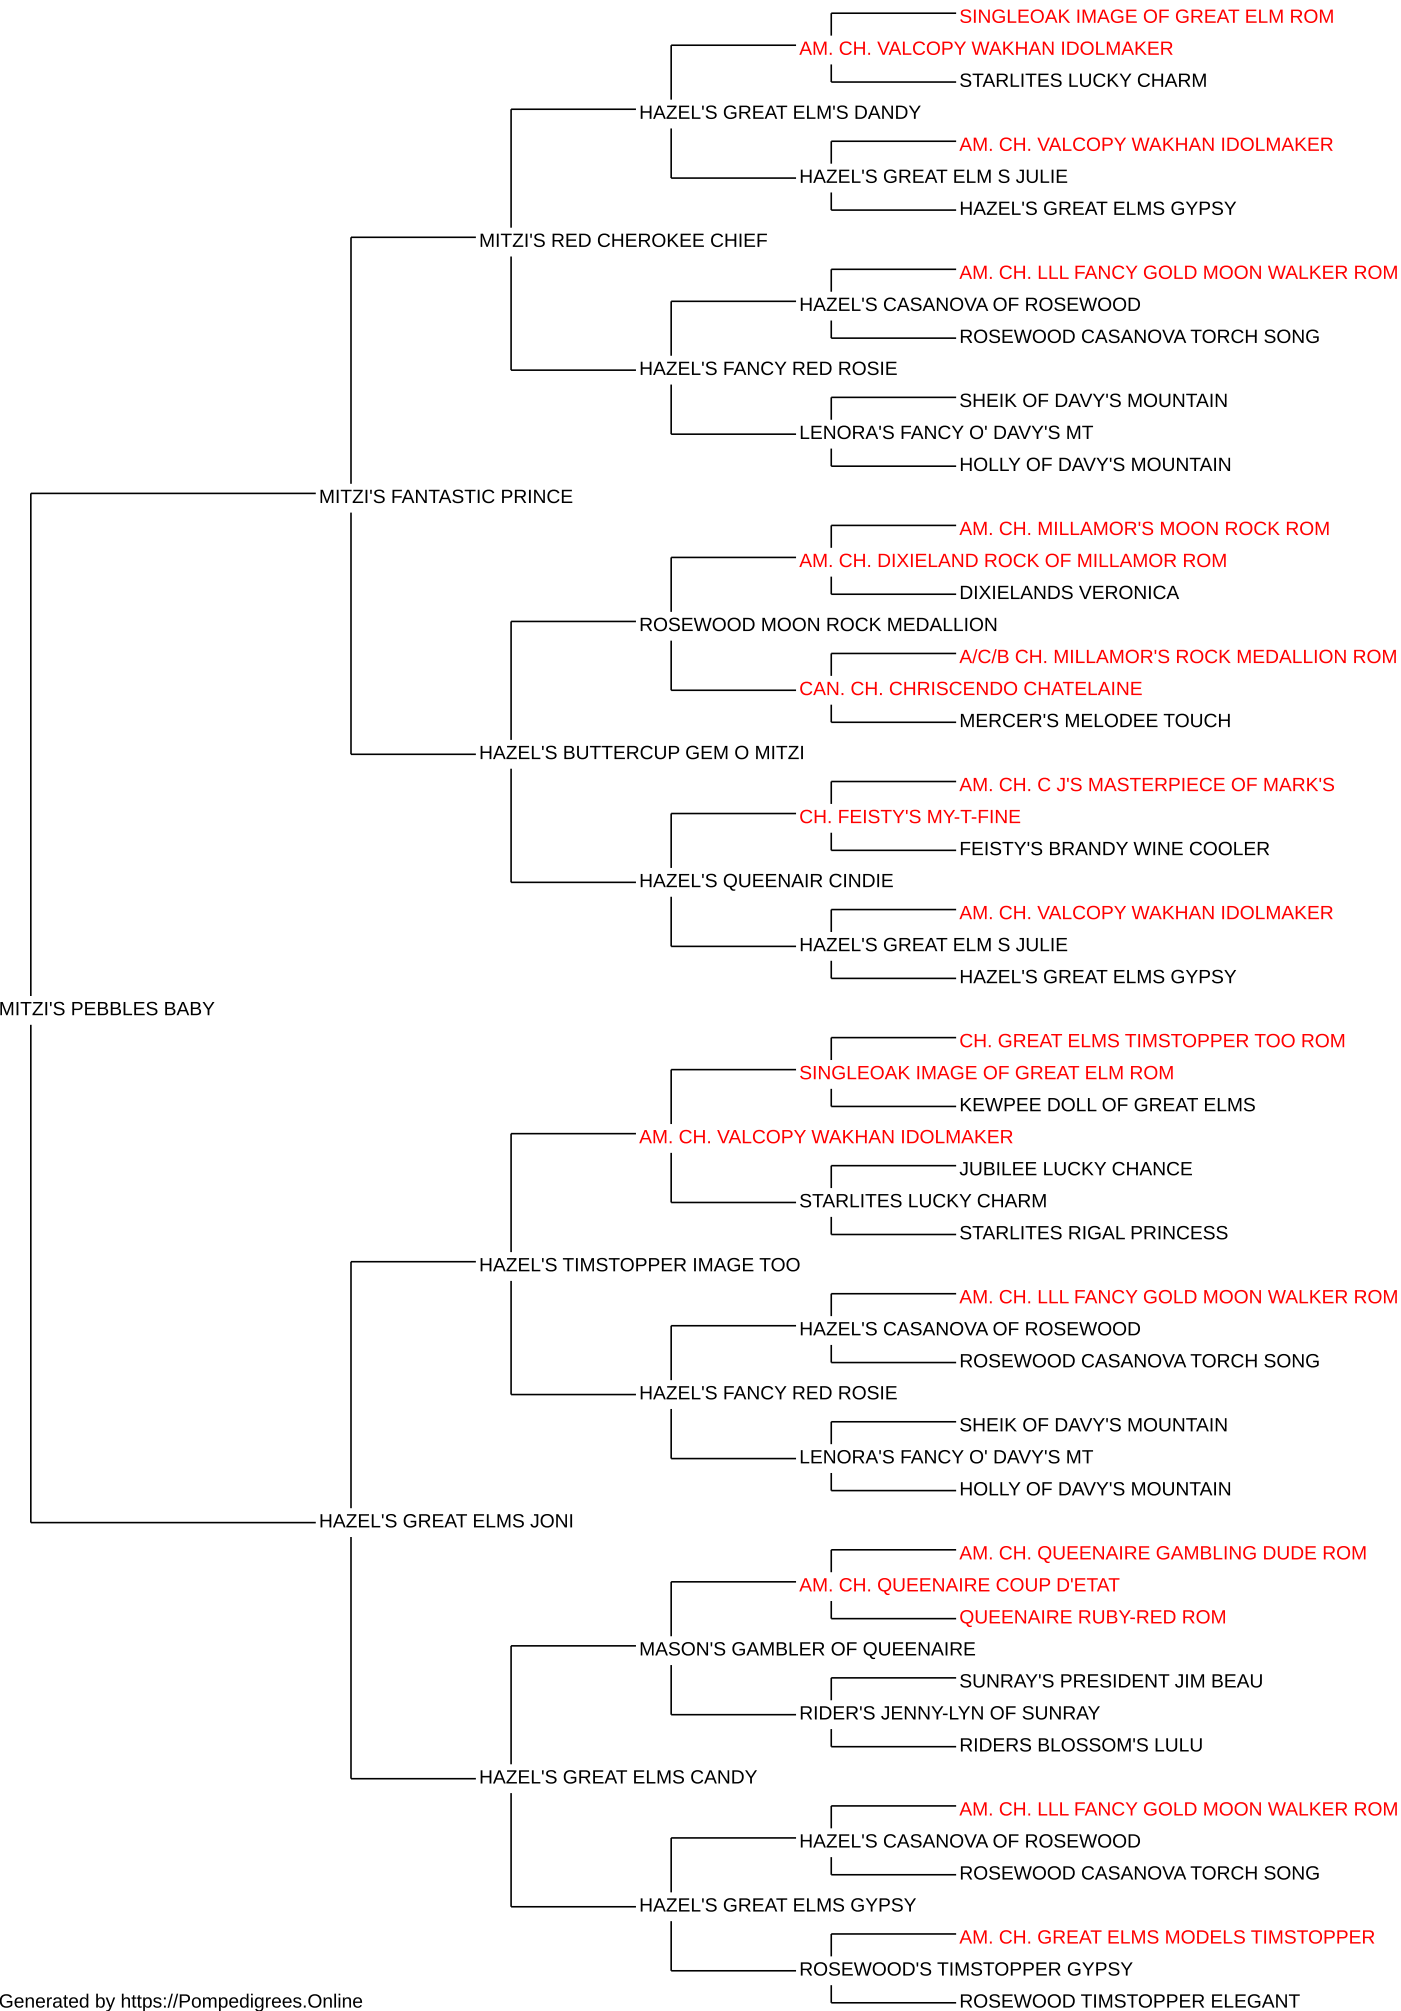 SINGLEOAK IMAGE OF GREAT ELM ROM
AM. CH. VALCOPY WAKHAN IDOLMAKER
STARLITES LUCKY CHARM
HAZEL'S GREAT ELM'S DANDY
AM. CH. VALCOPY WAKHAN IDOLMAKER
HAZEL'S GREAT ELM S JULIE
HAZEL'S GREAT ELMS GYPSY
MITZI'S RED CHEROKEE CHIEF
AM. CH. LLL FANCY GOLD MOON WALKER ROM
HAZEL'S CASANOVA OF ROSEWOOD
ROSEWOOD CASANOVA TORCH SONG
HAZEL'S FANCY RED ROSIE
SHEIK OF DAVY'S MOUNTAIN
LENORA'S FANCY O' DAVY'S MT
HOLLY OF DAVY'S MOUNTAIN
MITZI'S FANTASTIC PRINCE
AM. CH. MILLAMOR'S MOON ROCK ROM
AM. CH. DIXIELAND ROCK OF MILLAMOR ROM
DIXIELANDS VERONICA
ROSEWOOD MOON ROCK MEDALLION
A/C/B CH. MILLAMOR'S ROCK MEDALLION ROM
CAN. CH. CHRISCENDO CHATELAINE
MERCER'S MELODEE TOUCH
HAZEL'S BUTTERCUP GEM O MITZI
AM. CH. C J'S MASTERPIECE OF MARK'S
CH. FEISTY'S MY-T-FINE
FEISTY'S BRANDY WINE COOLER
HAZEL'S QUEENAIR CINDIE
AM. CH. VALCOPY WAKHAN IDOLMAKER
HAZEL'S GREAT ELM S JULIE
HAZEL'S GREAT ELMS GYPSY
MITZI'S PEBBLES BABY
CH. GREAT ELMS TIMSTOPPER TOO ROM
SINGLEOAK IMAGE OF GREAT ELM ROM
KEWPEE DOLL OF GREAT ELMS
AM. CH. VALCOPY WAKHAN IDOLMAKER
JUBILEE LUCKY CHANCE
STARLITES LUCKY CHARM
STARLITES RIGAL PRINCESS
HAZEL'S TIMSTOPPER IMAGE TOO
AM. CH. LLL FANCY GOLD MOON WALKER ROM
HAZEL'S CASANOVA OF ROSEWOOD
ROSEWOOD CASANOVA TORCH SONG
HAZEL'S FANCY RED ROSIE
SHEIK OF DAVY'S MOUNTAIN
LENORA'S FANCY O' DAVY'S MT
HOLLY OF DAVY'S MOUNTAIN
HAZEL'S GREAT ELMS JONI
AM. CH. QUEENAIRE GAMBLING DUDE ROM
AM. CH. QUEENAIRE COUP D'ETAT
QUEENAIRE RUBY-RED ROM
MASON'S GAMBLER OF QUEENAIRE
SUNRAY'S PRESIDENT JIM BEAU
RIDER'S JENNY-LYN OF SUNRAY
RIDERS BLOSSOM'S LULU
HAZEL'S GREAT ELMS CANDY
AM. CH. LLL FANCY GOLD MOON WALKER ROM
HAZEL'S CASANOVA OF ROSEWOOD
ROSEWOOD CASANOVA TORCH SONG
HAZEL'S GREAT ELMS GYPSY
AM. CH. GREAT ELMS MODELS TIMSTOPPER
ROSEWOOD'S TIMSTOPPER GYPSY
ROSEWOOD TIMSTOPPER ELEGANT
Generated by https://Pompedigrees.Online